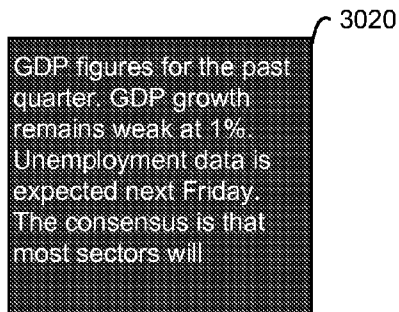 3020
GDP figures for the past
quarter. GDP growth
remains weak at 1%.
Unemployment data is
expected next Friday.
The consensus is that
most sectors will